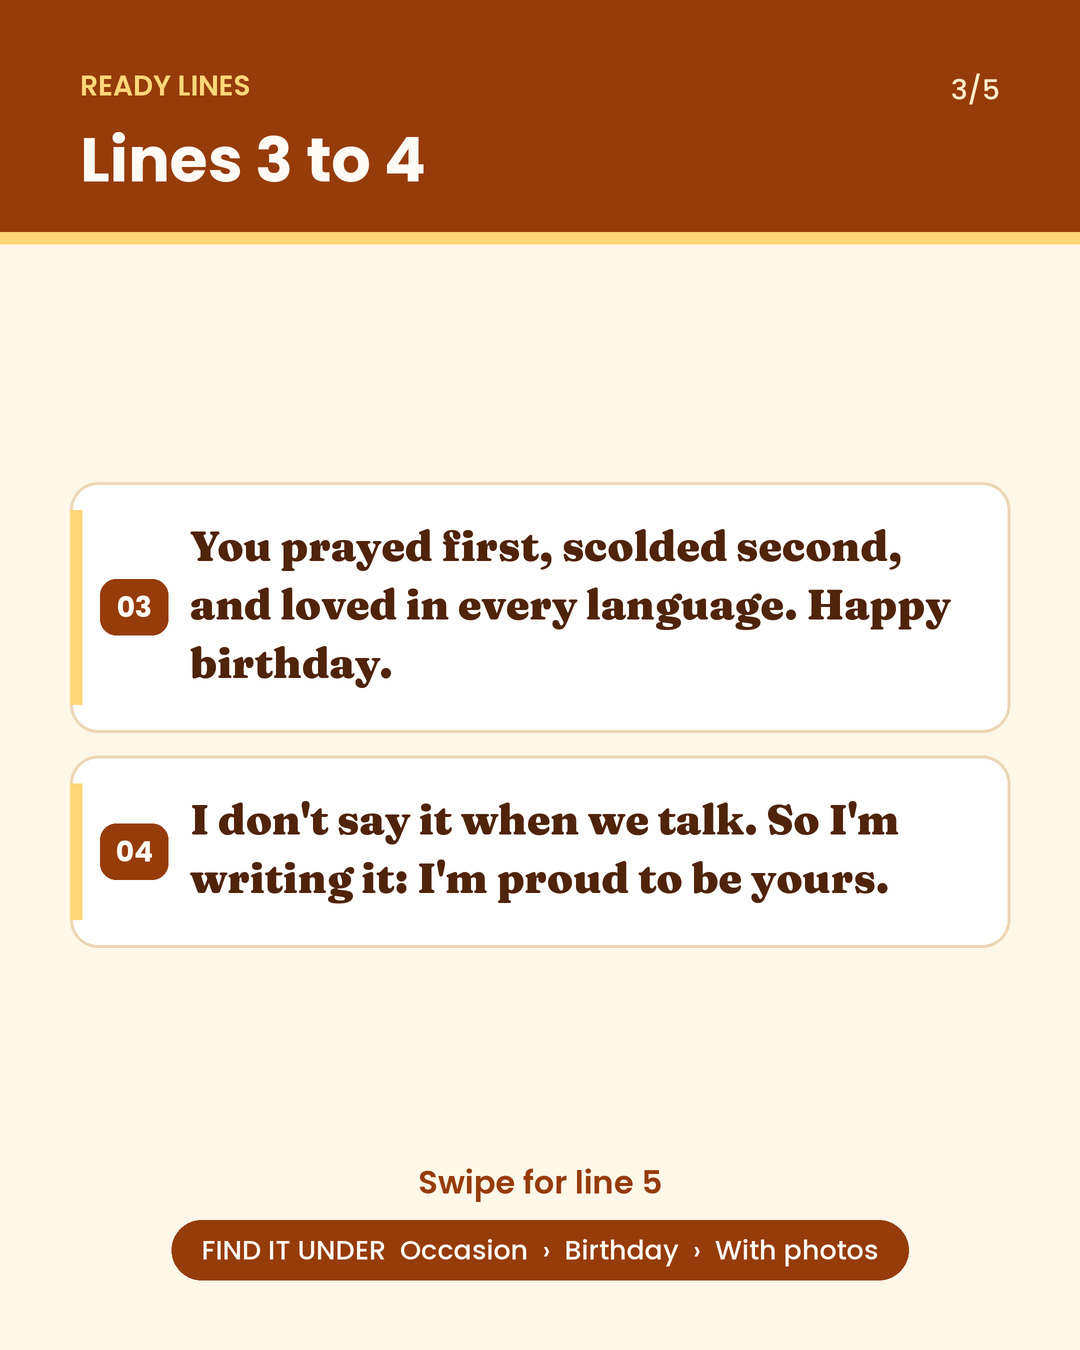 READY LINES
3/5
Lines 3 to 4
03
You prayed first, scolded second,
and loved in every language. Happy
birthday.
04
I don't say it when we talk. So I'm
writing it: I'm proud to be yours.
Swipe for line 5
FIND IT UNDER Occasion › Birthday › With photos